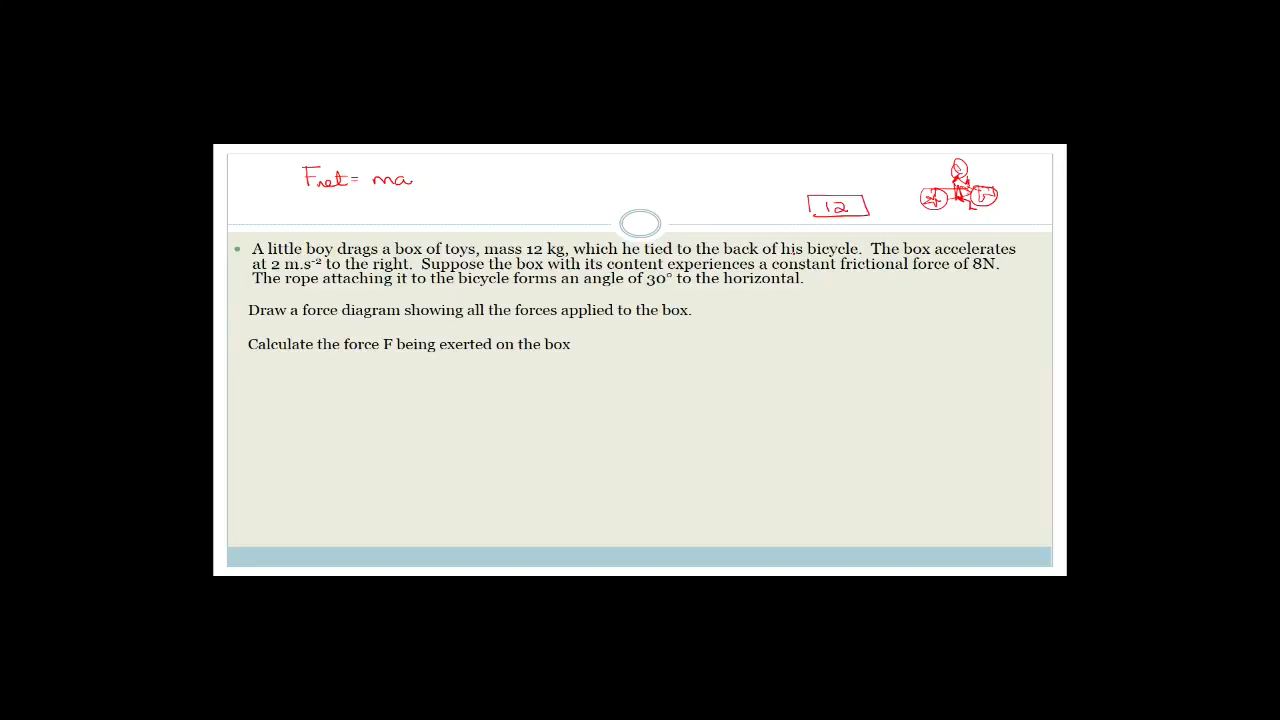 Fnet = ma
12
A little boy drags a box of toys, mass 12 kg, which he tied to the back of his bicycle. The box accelerates
at 2 m.s⁻² to the right. Suppose the box with its content experiences a constant frictional force of 8N.
The rope attaching it to the bicycle forms an angle of 30° to the horizontal.
Draw a force diagram showing all the forces applied to the box.
Calculate the force F being exerted on the box